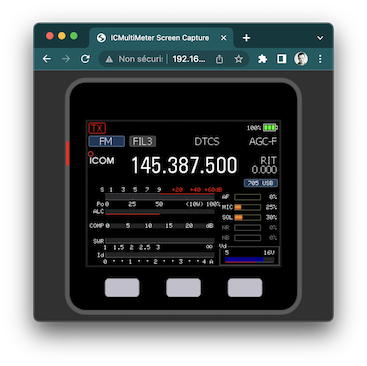 ICMultiMeter Screen Capture
Non sécuris 192.16...
TX 100%
FM FIL3 DTCS AGC-F
ICOM 145.387.500 RIT
0.000
705 USB
S 1 3 5 7 9 +20 +40 +60dB
AF 0%
Po 0 25 50 (10W) 100%
MIC 25%
ALC
SQL 30%
COMP 0 5 10 15 20 dB
NR 0%
NB 0%
SWR 1 1.5 2 2.5 3 ∞
Vd 5 16V
Id 0 1 2 3 4 A